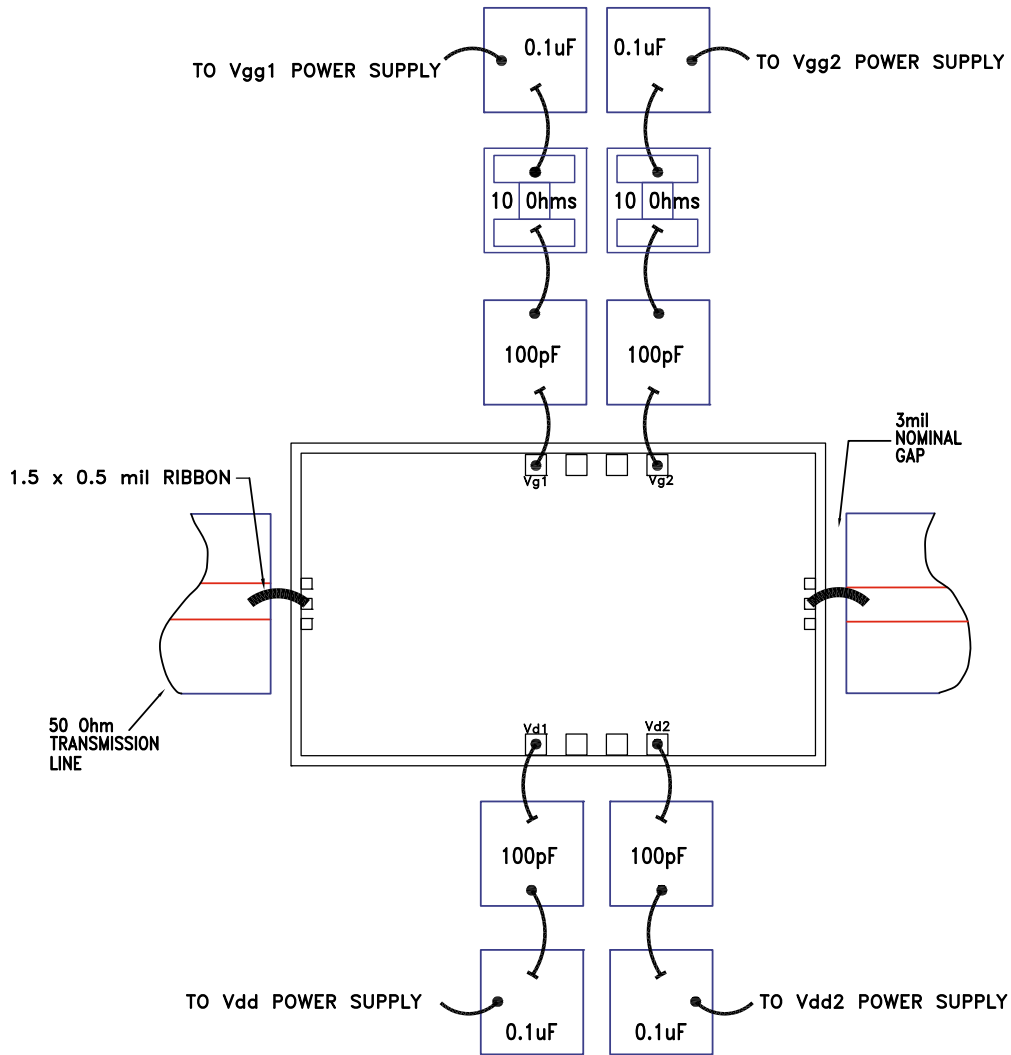 0.1uF
0.1uF
TO Vgg1 POWER SUPPLY
TO Vgg2 POWER SUPPLY
10 Ohms
10 Ohms
100pF
100pF
3mil
NOMINAL
GAP
1.5 x 0.5 mil RIBBON
Vg1
Vg2
50 Ohm
TRANSMISSION
LINE
Vd1
Vd2
100pF
100pF
TO Vdd POWER SUPPLY
TO Vdd2 POWER SUPPLY
0.1uF
0.1uF